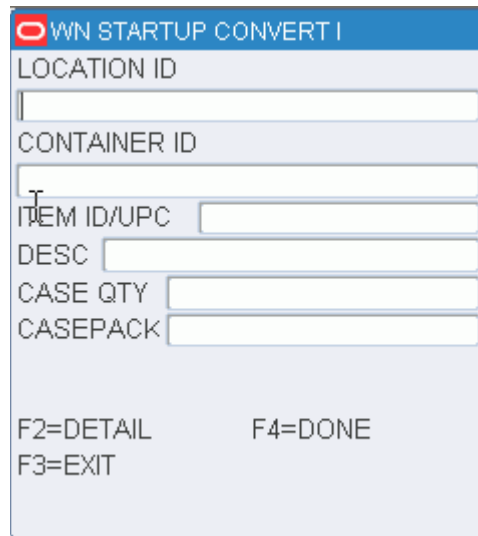 WN STARTUP CONVERT I
LOCATION ID
CONTAINER ID
ITEM ID/UPC
DESC
CASE QTY
CASEPACK
F2=DETAIL F4=DONE
F3=EXIT